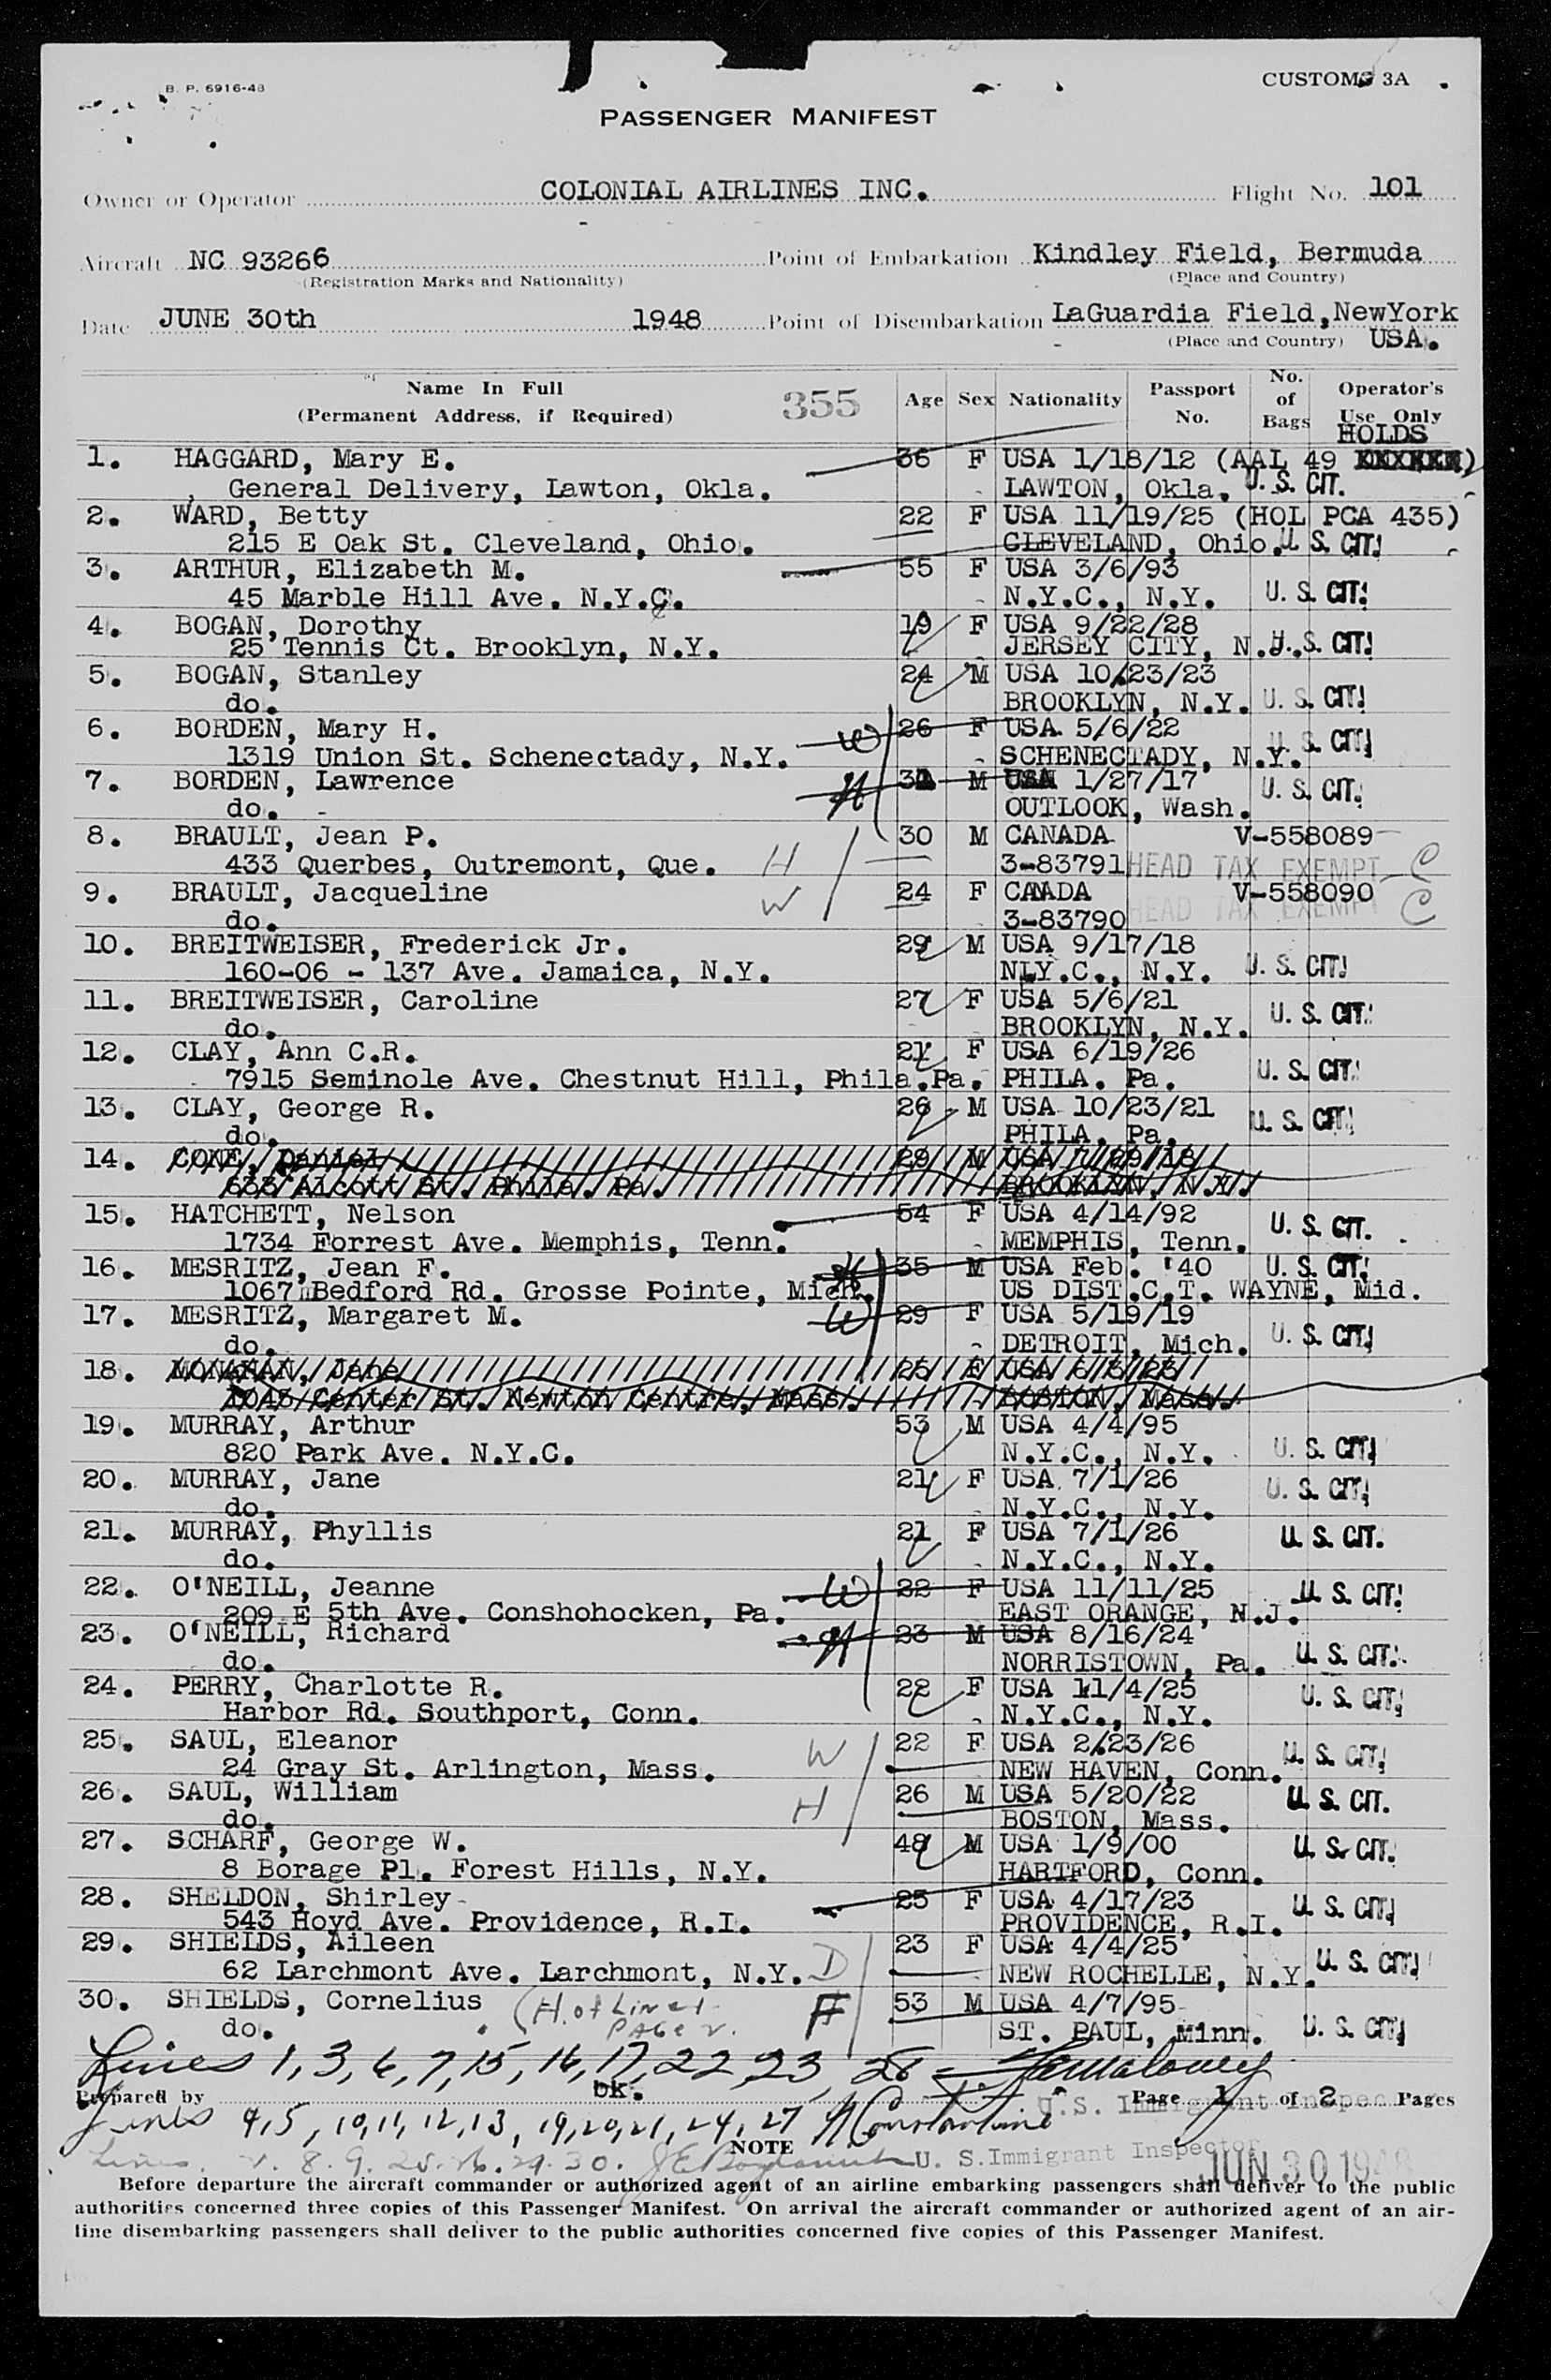 B. P. 6916-48
CUSTOMS 3A
PASSENGER MANIFEST
Owner or Operator COLONIAL AIRLINES INC. Flight No. 101
Aircraft NC 93266 Point of Embarkation Kindley Field, Bermuda
(Registration Marks and Nationality) (Place and Country)
Date JUNE 30th 1948 Point of Disembarkation LaGuardia Field, NewYork
(Place and Country) USA.
Name In Full (Permanent Address, if Required) 355 Age Sex Nationality Passport No. No. of Bags Operator's Use Only
HOLDS
1. HAGGARD, Mary E. 36 F USA 1/18/12 (AAL 49 )
General Delivery, Lawton, Okla. LAWTON, Okla. U. S. CIT.
2. WARD, Betty 22 F USA 11/19/25 (HOL PCA 435)
215 E Oak St. Cleveland, Ohio. CLEVELAND, Ohio. U. S. CIT.
3. ARTHUR, Elizabeth M. 55 F USA 3/6/93
45 Marble Hill Ave. N.Y.C. N.Y.C., N.Y. U. S. CIT.
4. BOGAN, Dorothy 19 F USA 9/22/28
25 Tennis Ct. Brooklyn, N.Y. JERSEY CITY, N.J. U. S. CIT.
5. BOGAN, Stanley 24 M USA 10/23/23
do. BROOKLYN, N.Y. U. S. CIT.
6. BORDEN, Mary H. W 26 F USA 5/6/22
1319 Union St. Schenectady, N.Y. SCHENECTADY, N.Y. U. S. CIT.
7. BORDEN, Lawrence H M USA 1/27/17
do. OUTLOOK, Wash. U. S. CIT.
8. BRAULT, Jean P. 30 M CANADA V-558089
433 Querbes, Outremont, Que. H 3-83791 HEAD TAX EXEMPT C
9. BRAULT, Jacqueline W 24 F CANADA V-558090
do. 3-83790 HEAD TAX EXEMPT C
10. BREITWEISER, Frederick Jr. 29 M USA 9/17/18
160-06 - 137 Ave. Jamaica, N.Y. N.Y.C., N.Y. U. S. CIT.
11. BREITWEISER, Caroline 27 F USA 5/6/21
do. BROOKLYN, N.Y. U. S. CIT.
12. CLAY, Ann C.R. 21 F USA 6/19/26
7915 Seminole Ave. Chestnut Hill, Phila.Pa. PHILA. Pa. U. S. CIT.
13. CLAY, George R. 26 M USA 10/23/21
do. PHILA. Pa. U. S. CIT.
14. Daniel 29 M USA
633 Alcott St. Phila. Pa. BROOKLYN, N.Y.
15. HATCHETT, Nelson 54 F USA 4/14/92
1734 Forrest Ave. Memphis, Tenn. MEMPHIS, Tenn. U. S. CIT.
16. MESRITZ, Jean F. H 35 M USA Feb. '40 U. S. CIT.
1067 Bedford Rd. Grosse Pointe, Mich. US DIST.C.T. WAYNE, Mid.
17. MESRITZ, Margaret M. W 29 F USA 5/19/19
do. DETROIT, Mich. U. S. CIT.
18. MONAHAN, Jane 25 F USA
Center St. Newton Centre, Mass. BOSTON, Mass.
19. MURRAY, Arthur 53 M USA 4/4/95
820 Park Ave. N.Y.C. N.Y.C., N.Y. U. S. CIT.
20. MURRAY, Jane 21 F USA 7/1/26
do. N.Y.C., N.Y. U. S. CIT.
21. MURRAY, Phyllis 21 F USA 7/1/26
do. N.Y.C., N.Y. U. S. CIT.
22. O'NEILL, Jeanne W 22 F USA 11/11/25
209 E 5th Ave. Conshohocken, Pa. EAST ORANGE, N.J. U. S. CIT.
23. O'NEILL, Richard H 23 M USA 8/16/24
do. NORRISTOWN, Pa. U. S. CIT.
24. PERRY, Charlotte R. 22 F USA 11/4/25
Harbor Rd. Southport, Conn. N.Y.C., N.Y. U. S. CIT.
25. SAUL, Eleanor W 22 F USA 2/23/26
24 Gray St. Arlington, Mass. NEW HAVEN, Conn. U. S. CIT.
26. SAUL, William H 26 M USA 5/20/22
do. BOSTON, Mass. U. S. CIT.
27. SCHARF, George W. 48 M USA 1/9/00
8 Borage Pl. Forest Hills, N.Y. HARTFORD, Conn. U. S. CIT.
28. SHELDON, Shirley 25 F USA 4/17/23
543 Hoyd Ave. Providence, R.I. PROVIDENCE, R.I. U. S. CIT.
29. SHIELDS, Aileen 23 F USA 4/4/25
62 Larchmont Ave. Larchmont, N.Y. D NEW ROCHELLE, N.Y. U. S. CIT.
30. SHIELDS, Cornelius (H. of Line 1 F 53 M USA 4/7/95
do. PAGE 2. ST. PAUL, Minn. U. S. CIT.
Lines 1, 3, 6, 7, 15, 16, 17, 22, 23, 28
Prepared by bk. U.S. Immigrant Inspector Page 1 of 2 Pages
Lines 4, 5, 10, 11, 12, 13, 19, 20, 21, 24, 27
NOTE
Lines 2. 8. 9. 25. 26. 29. 30. U. S. Immigrant Inspector
JUN 30 1948
Before departure the aircraft commander or authorized agent of an airline embarking passengers shall deliver to the public
authorities concerned three copies of this Passenger Manifest. On arrival the aircraft commander or authorized agent of an air-
line disembarking passengers shall deliver to the public authorities concerned five copies of this Passenger Manifest.